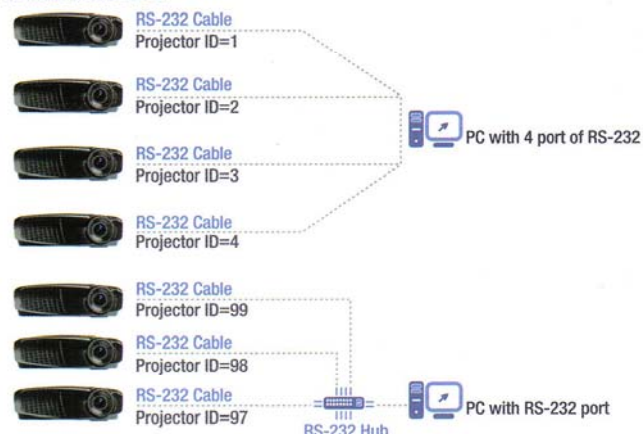 RS-232 Cable
Projector ID=1
RS-232 Cable
Projector ID=2
RS-232 Cable
Projector ID=3
RS-232 Cable
Projector ID=4
PC with 4 port of RS-232
RS-232 Cable
Projector ID=99
RS-232 Cable
Projector ID=98
RS-232 Cable
Projector ID=97
RS-232 Hub
PC with RS-232 port